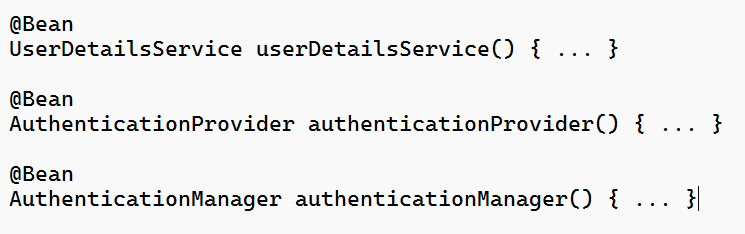 @Bean
UserDetailsService userDetailsService() { ... }
@Bean
AuthenticationProvider authenticationProvider() { ... }
@Bean
AuthenticationManager authenticationManager() { ... }